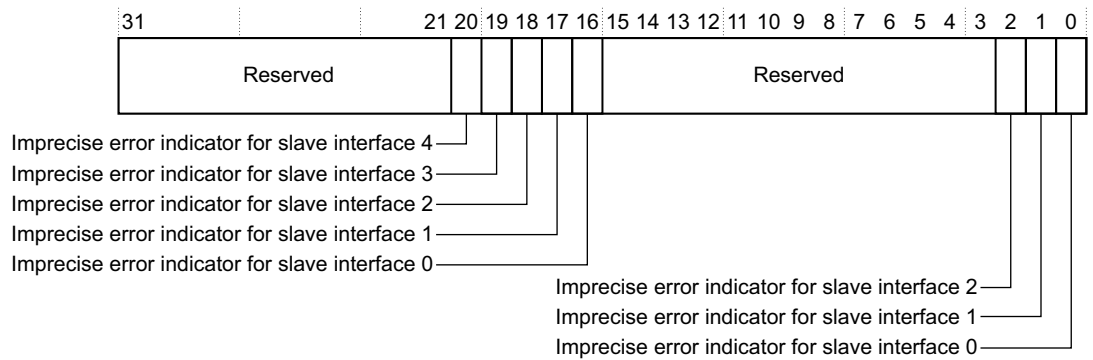 31 21 20 19 18 17 16 15 14 13 12 11 10 9 8 7 6 5 4 3 2 1 0
Reserved Reserved
Imprecise error indicator for slave interface 4
Imprecise error indicator for slave interface 3
Imprecise error indicator for slave interface 2
Imprecise error indicator for slave interface 1
Imprecise error indicator for slave interface 0
Imprecise error indicator for slave interface 2
Imprecise error indicator for slave interface 1
Imprecise error indicator for slave interface 0